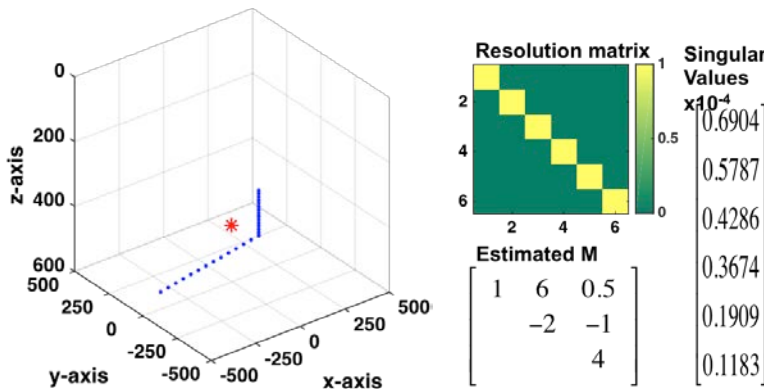 0
200
400
600
z-axis
500
250
0
-250
-500
y-axis
-500
-250
0
250
500
x-axis
Resolution matrix
2
4
6
2 4 6
1
0.5
0
Estimated M
1 6 0.5
-2 -1
4
Singular
Values
x10-4
0.6904
0.5787
0.4286
0.3674
0.1909
0.1183